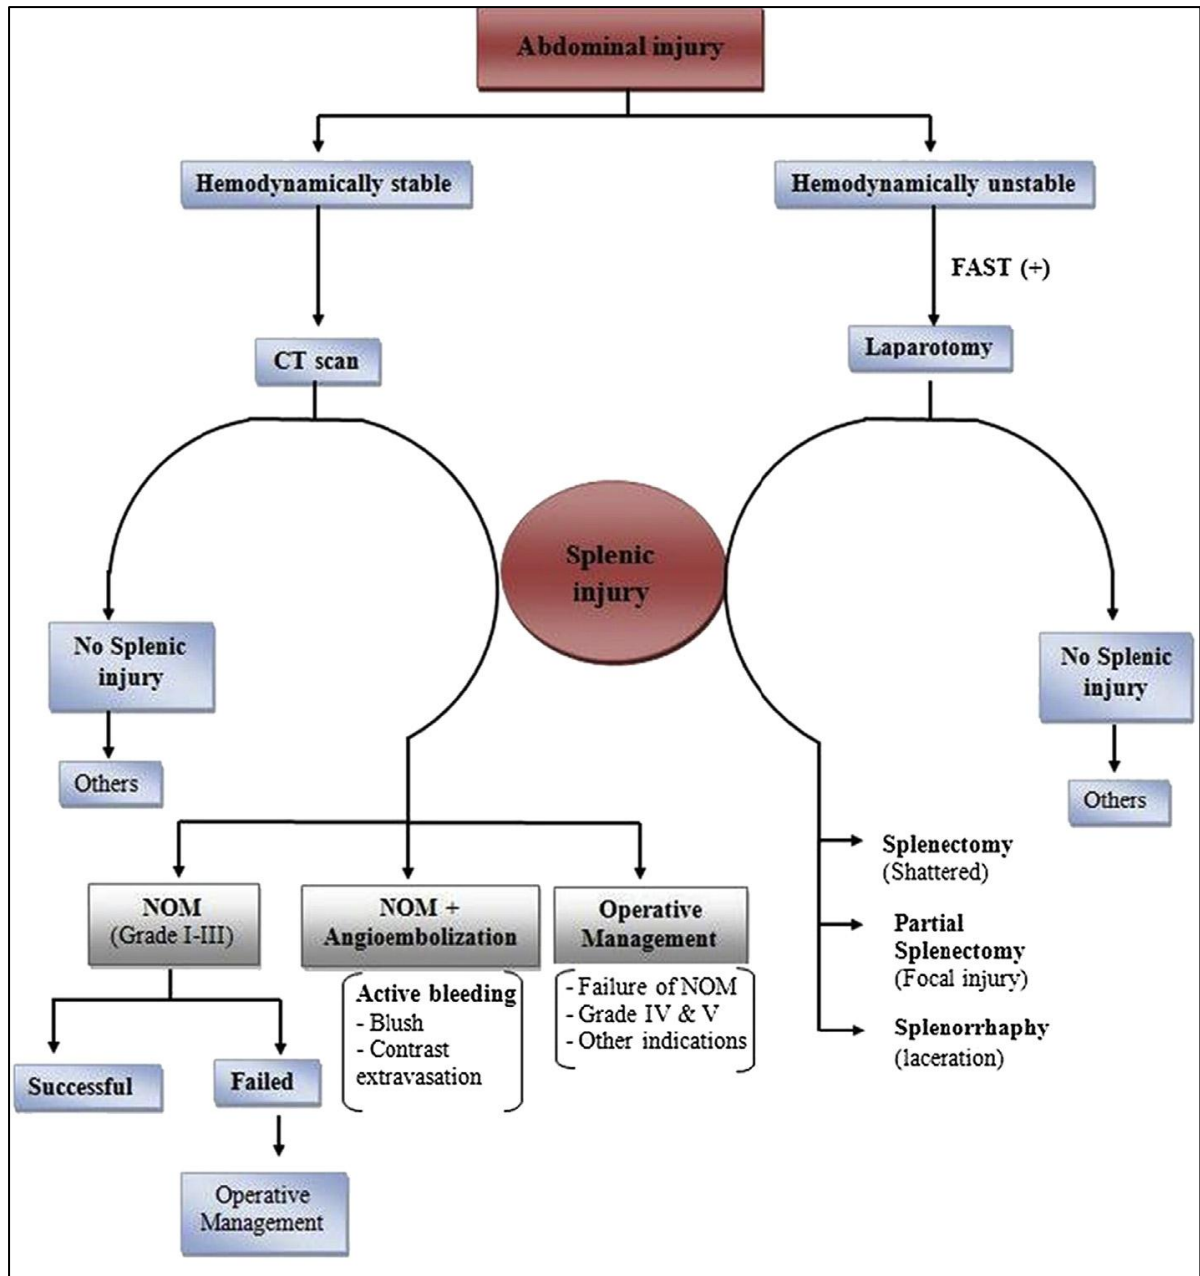 Abdominal injury
Hemodynamically stable
Hemodynamically unstable
FAST (+)
CT scan
Laparotomy
Splenic
injury
No Splenic
injury
No Splenic
injury
Others
Others
NOM
(Grade I-III)
NOM +
Angioembolization
Operative
Management
Active bleeding
- Blush
- Contrast
extravasation
- Failure of NOM
- Grade IV & V
- Other indications
Successful
Failed
Operative
Management
Splenectomy
(Shattered)
Partial
Splenectomy
(Focal injury)
Splenorrhaphy
(laceration)